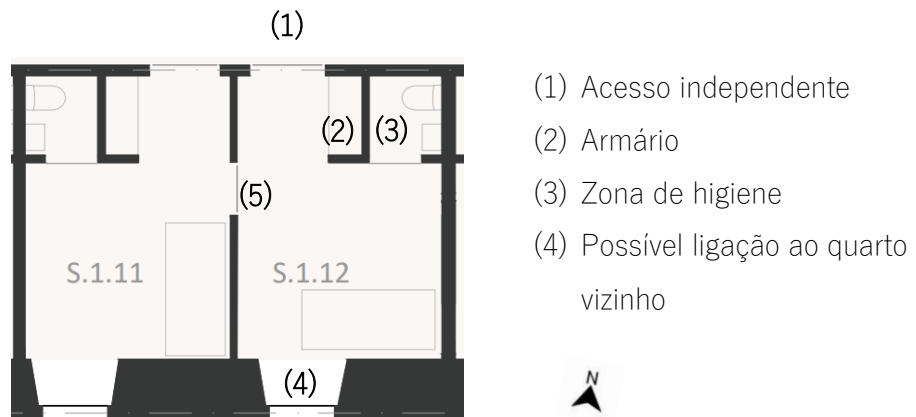 (1)
(2)
(3)
(5)
S.1.11
S.1.12
(4)
(1) Acesso independente
(2) Armário
(3) Zona de higiene
(4) Possível ligação ao quarto
vizinho
N